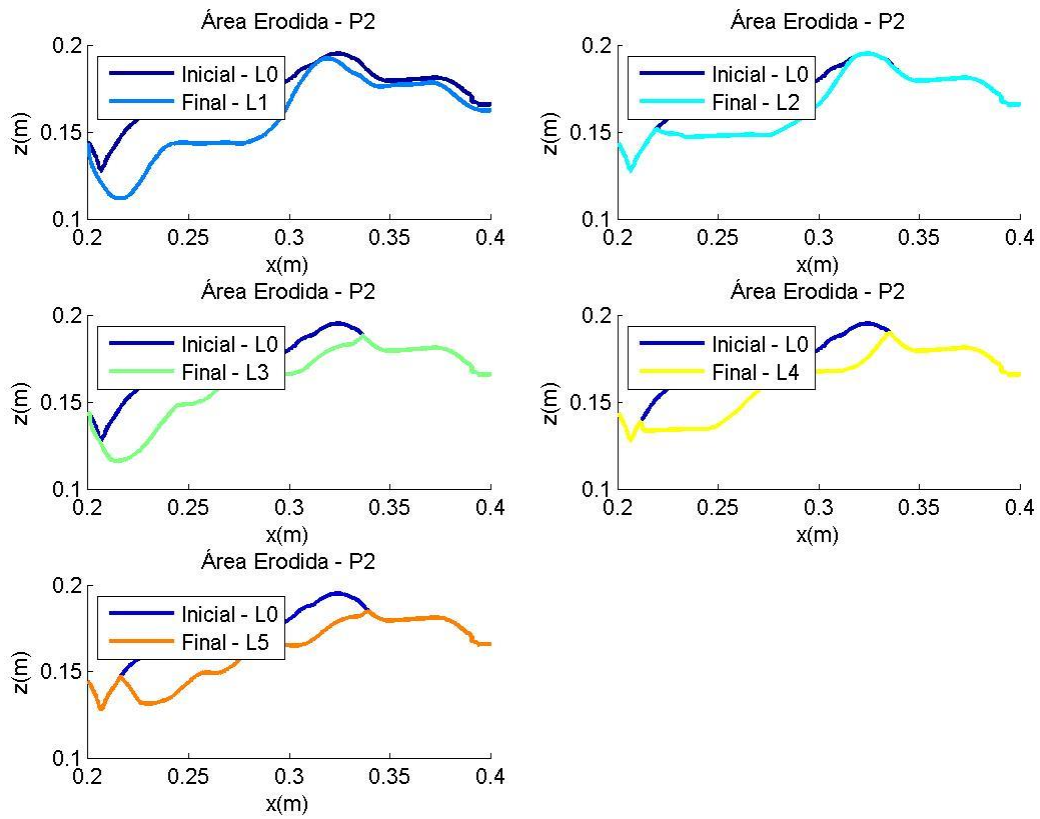 Área Erodida - P2
0.2
Inicial - L0
Final - L1
z(m)
0.15
0.1
0.2 0.25 0.3 0.35 0.4
x(m)
Área Erodida - P2
0.2
Inicial - L0
Final - L2
z(m)
0.15
0.1
0.2 0.25 0.3 0.35 0.4
x(m)
Área Erodida - P2
0.2
Inicial - L0
Final - L3
z(m)
0.15
0.1
0.2 0.25 0.3 0.35 0.4
x(m)
Área Erodida - P2
0.2
Inicial - L0
Final - L4
z(m)
0.15
0.1
0.2 0.25 0.3 0.35 0.4
x(m)
Área Erodida - P2
0.2
Inicial - L0
Final - L5
z(m)
0.15
0.1
0.2 0.25 0.3 0.35 0.4
x(m)